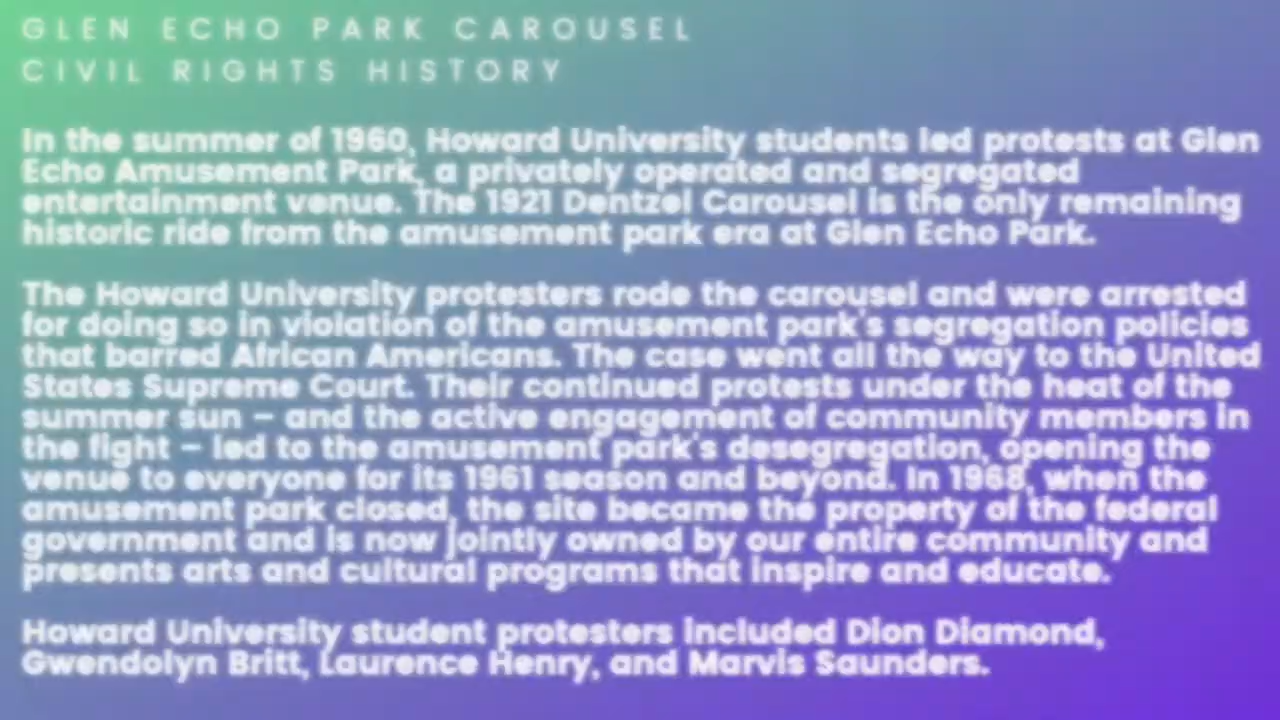 GLEN ECHO PARK CAROUSEL
CIVIL RIGHTS HISTORY
In the summer of 1960, Howard University students led protests at Glen
Echo Amusement Park, a privately operated and segregated
entertainment venue. The 1921 Dentzel Carousel is the only remaining
historic ride from the amusement park era at Glen Echo Park.
The Howard University protesters rode the carousel and were arrested
for doing so in violation of the amusement park's segregation policies
that barred African Americans. The case went all the way to the United
States Supreme Court. Their continued protests under the heat of the
summer sun – and the active engagement of community members in
the fight – led to the amusement park's desegregation, opening the
venue to everyone for its 1961 season and beyond. In 1968, when the
amusement park closed, the site became the property of the federal
government and is now jointly owned by our entire community and
presents arts and cultural programs that inspire and educate.
Howard University student protesters included Dion Diamond,
Gwendolyn Britt, Laurence Henry, and Marvis Saunders.